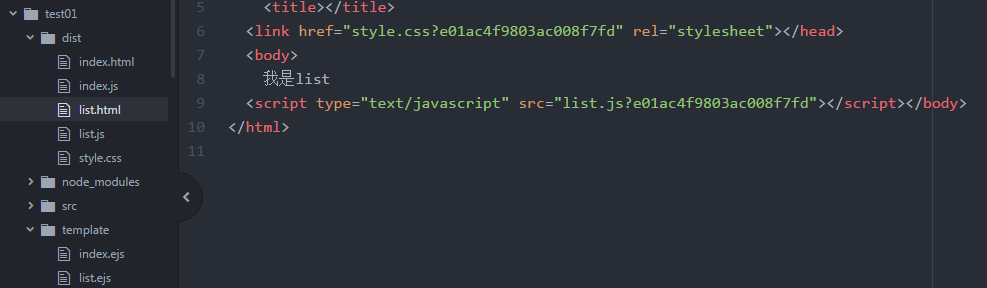 test01
dist
index.html
index.js
list.html
list.js
style.css
node_modules
src
template
index.ejs
list.ejs
5 <title></title>
6 <link href="style.css?e01ac4f9803ac008f7fd" rel="stylesheet"></head>
7 <body>
8 我是list
9 <script type="text/javascript" src="list.js?e01ac4f9803ac008f7fd"></script></body>
10 </html>
11